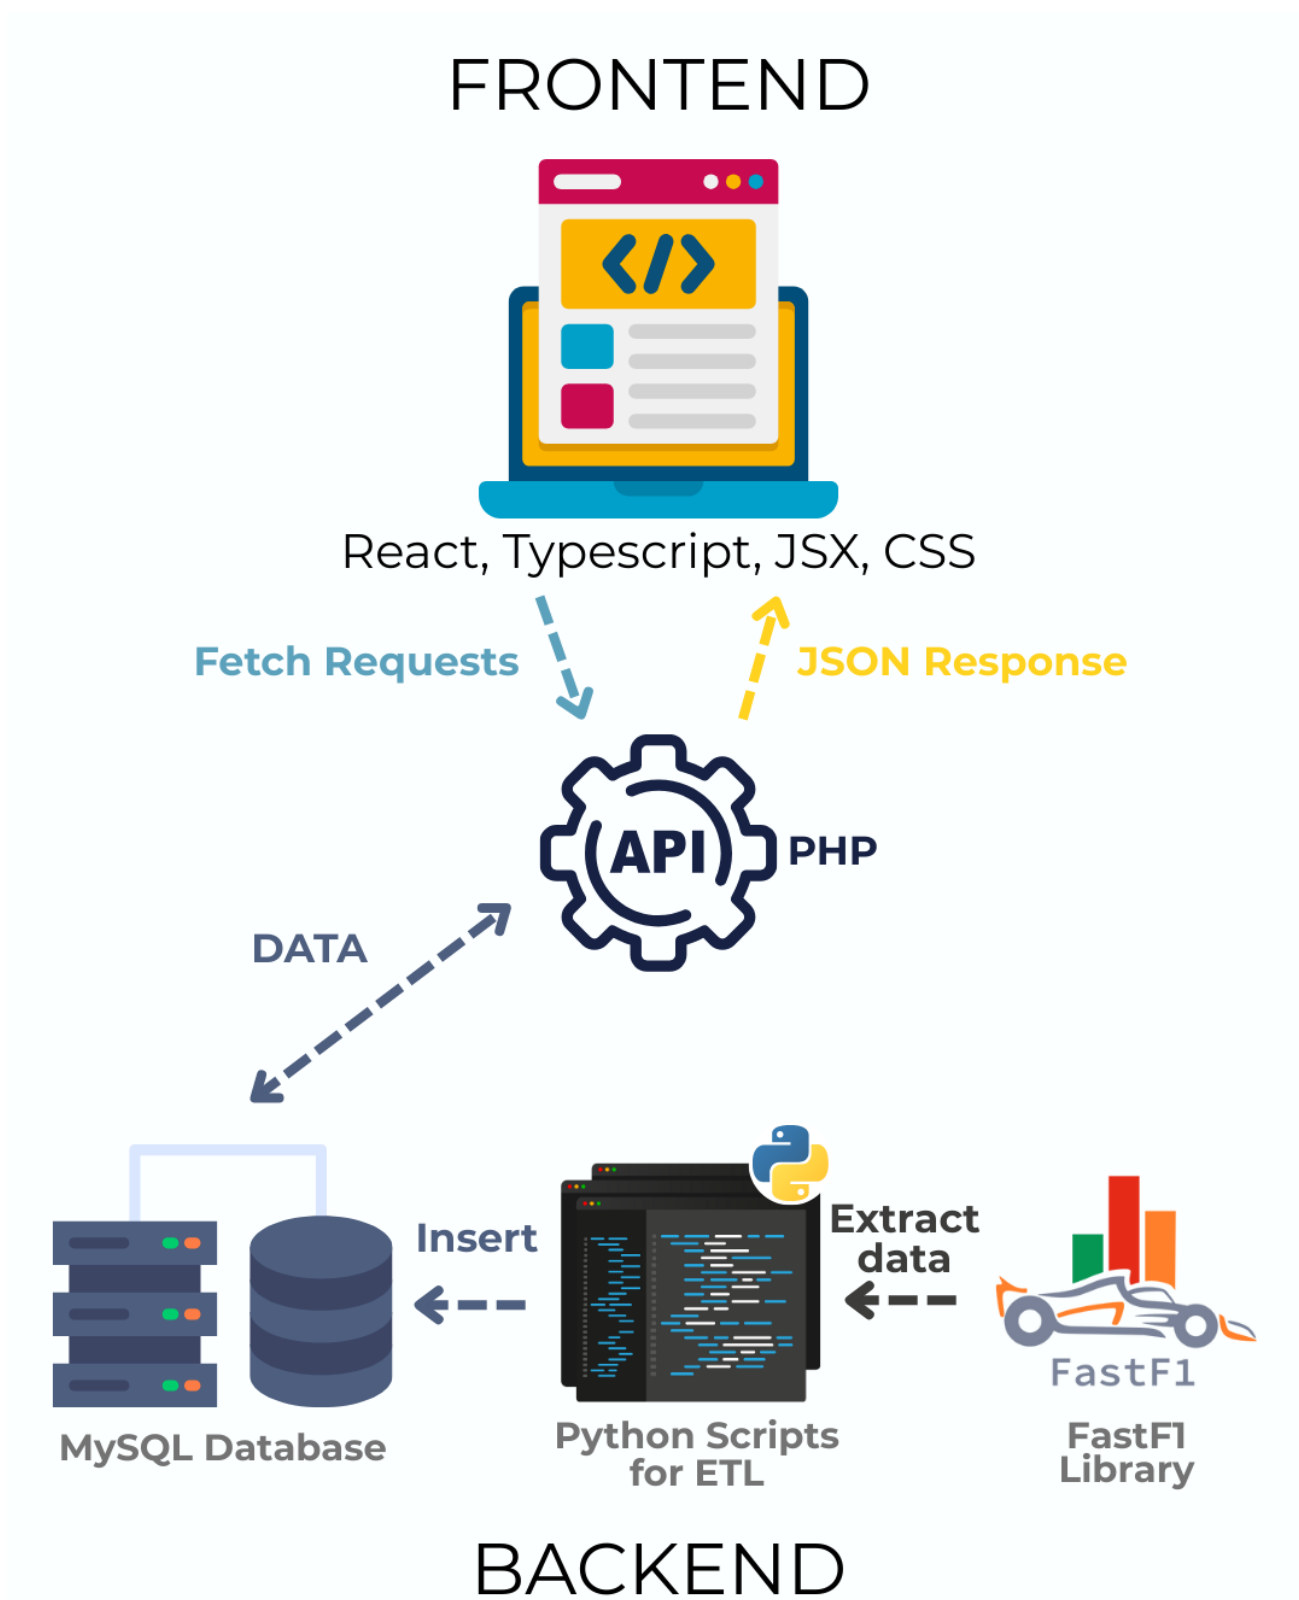 FRONTEND
</>
React, Typescript, JSX, CSS
Fetch Requests
JSON Response
API
PHP
DATA
Insert
Extract
data
FastF1
MySQL Database
Python Scripts
for ETL
FastF1
Library
BACKEND